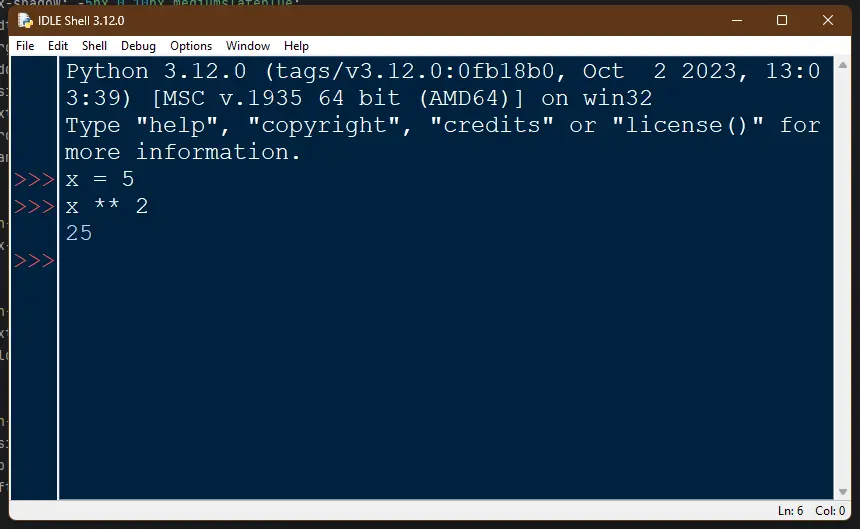 x-shadow: -5px 0 10px mediumslateblue;
IDLE Shell 3.12.0
File Edit Shell Debug Options Window Help
Python 3.12.0 (tags/v3.12.0:0fb18b0, Oct  2 2023, 13:0
3:39) [MSC v.1935 64 bit (AMD64)] on win32
Type "help", "copyright", "credits" or "license()" for
more information.
>>> x = 5
>>> x ** 2
25
>>>
Ln: 6 Col: 0